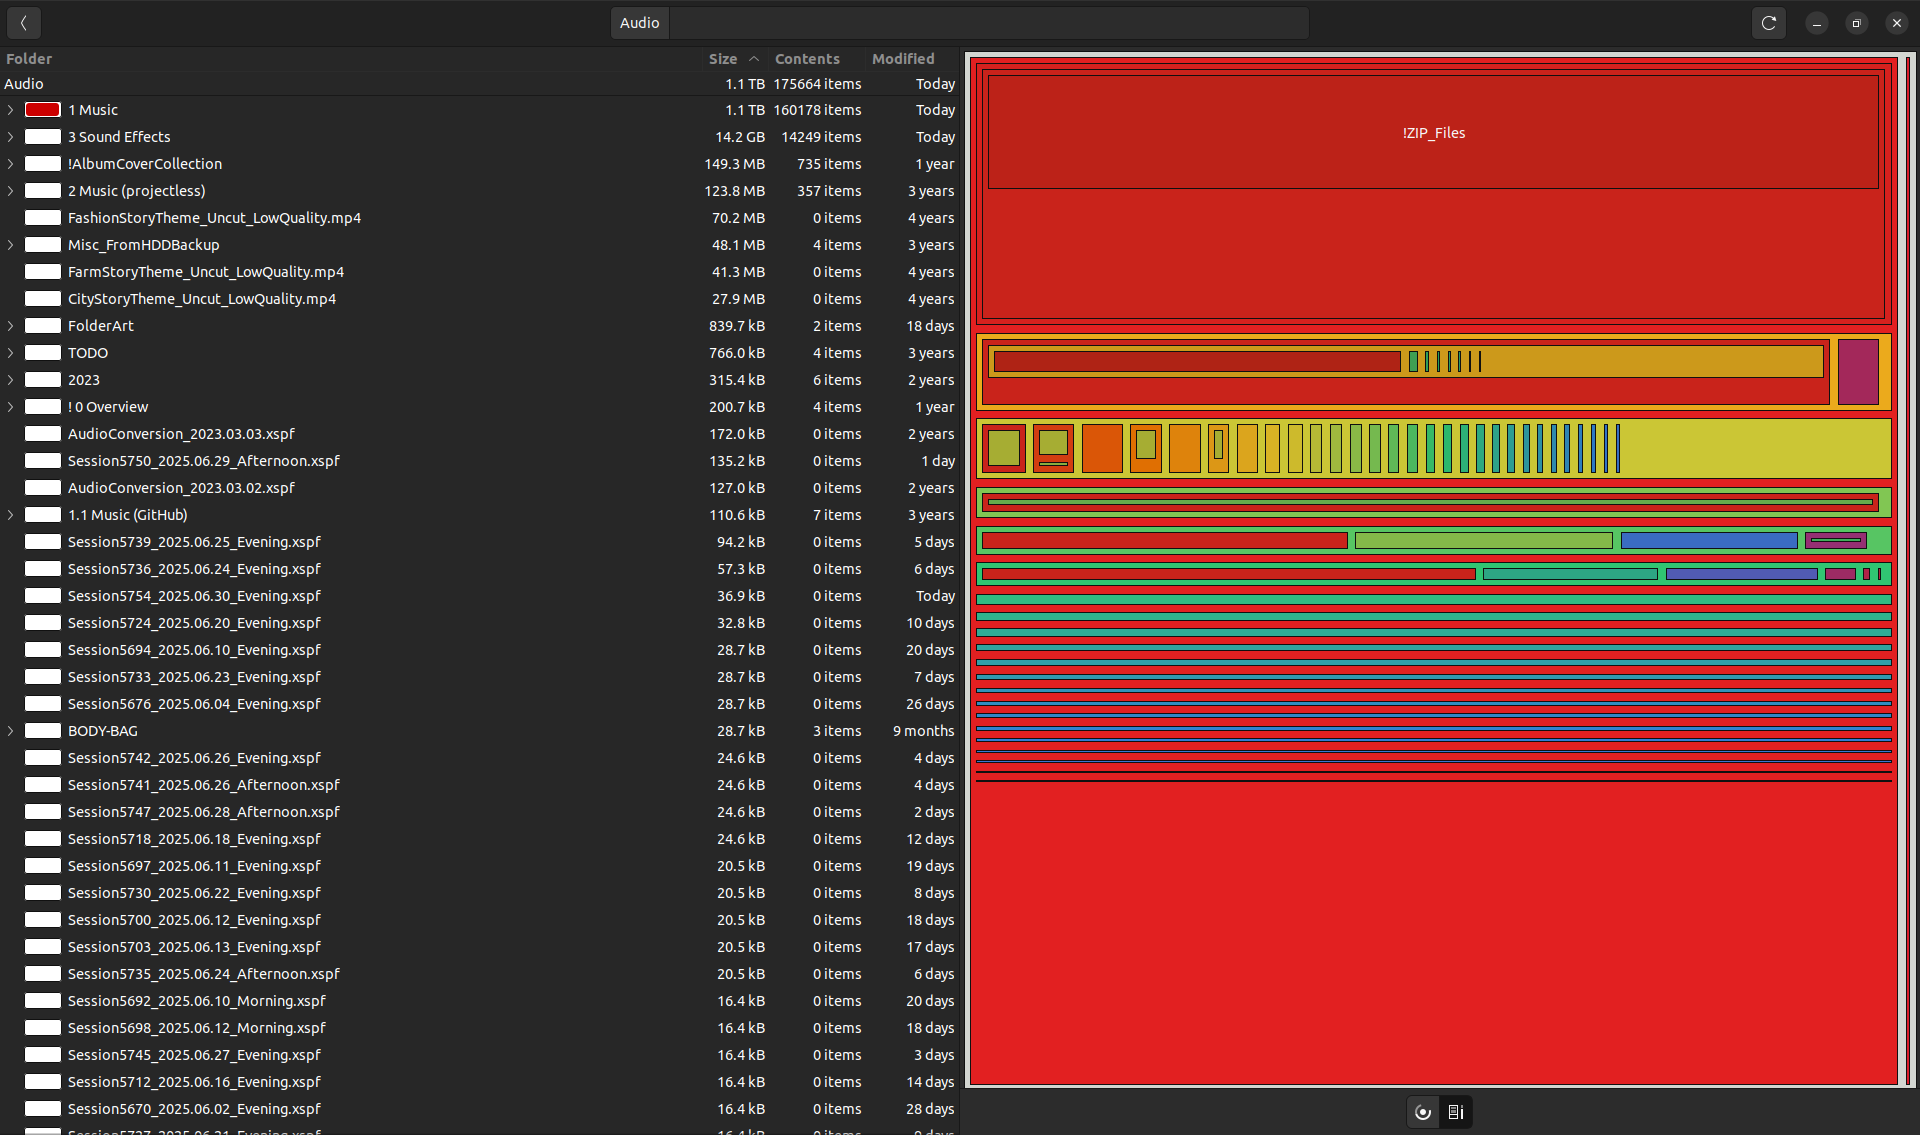 Audio
Folder Size Contents Modified
Audio 1.1 TB 175664 items Today
1 Music 1.1 TB 160178 items Today
3 Sound Effects 14.2 GB 14249 items Today
!AlbumCoverCollection 149.3 MB 735 items 1 year
2 Music (projectless) 123.8 MB 357 items 3 years
FashionStoryTheme_Uncut_LowQuality.mp4 70.2 MB 0 items 4 years
Misc_FromHDDBackup 48.1 MB 4 items 3 years
FarmStoryTheme_Uncut_LowQuality.mp4 41.3 MB 0 items 4 years
CityStoryTheme_Uncut_LowQuality.mp4 27.9 MB 0 items 4 years
FolderArt 839.7 kB 2 items 18 days
TODO 766.0 kB 4 items 3 years
2023 315.4 kB 6 items 2 years
! 0 Overview 200.7 kB 4 items 1 year
AudioConversion_2023.03.03.xspf 172.0 kB 0 items 2 years
Session5750_2025.06.29_Afternoon.xspf 135.2 kB 0 items 1 day
AudioConversion_2023.03.02.xspf 127.0 kB 0 items 2 years
1.1 Music (GitHub) 110.6 kB 7 items 3 years
Session5739_2025.06.25_Evening.xspf 94.2 kB 0 items 5 days
Session5736_2025.06.24_Evening.xspf 57.3 kB 0 items 6 days
Session5754_2025.06.30_Evening.xspf 36.9 kB 0 items Today
Session5724_2025.06.20_Evening.xspf 32.8 kB 0 items 10 days
Session5694_2025.06.10_Evening.xspf 28.7 kB 0 items 20 days
Session5733_2025.06.23_Evening.xspf 28.7 kB 0 items 7 days
Session5676_2025.06.04_Evening.xspf 28.7 kB 0 items 26 days
BODY-BAG 28.7 kB 3 items 9 months
Session5742_2025.06.26_Evening.xspf 24.6 kB 0 items 4 days
Session5741_2025.06.26_Afternoon.xspf 24.6 kB 0 items 4 days
Session5747_2025.06.28_Afternoon.xspf 24.6 kB 0 items 2 days
Session5718_2025.06.18_Evening.xspf 24.6 kB 0 items 12 days
Session5697_2025.06.11_Evening.xspf 20.5 kB 0 items 19 days
Session5730_2025.06.22_Evening.xspf 20.5 kB 0 items 8 days
Session5700_2025.06.12_Evening.xspf 20.5 kB 0 items 18 days
Session5703_2025.06.13_Evening.xspf 20.5 kB 0 items 17 days
Session5735_2025.06.24_Afternoon.xspf 20.5 kB 0 items 6 days
Session5692_2025.06.10_Morning.xspf 16.4 kB 0 items 20 days
Session5698_2025.06.12_Morning.xspf 16.4 kB 0 items 18 days
Session5745_2025.06.27_Evening.xspf 16.4 kB 0 items 3 days
Session5712_2025.06.16_Evening.xspf 16.4 kB 0 items 14 days
Session5670_2025.06.02_Evening.xspf 16.4 kB 0 items 28 days
!ZIP_Files